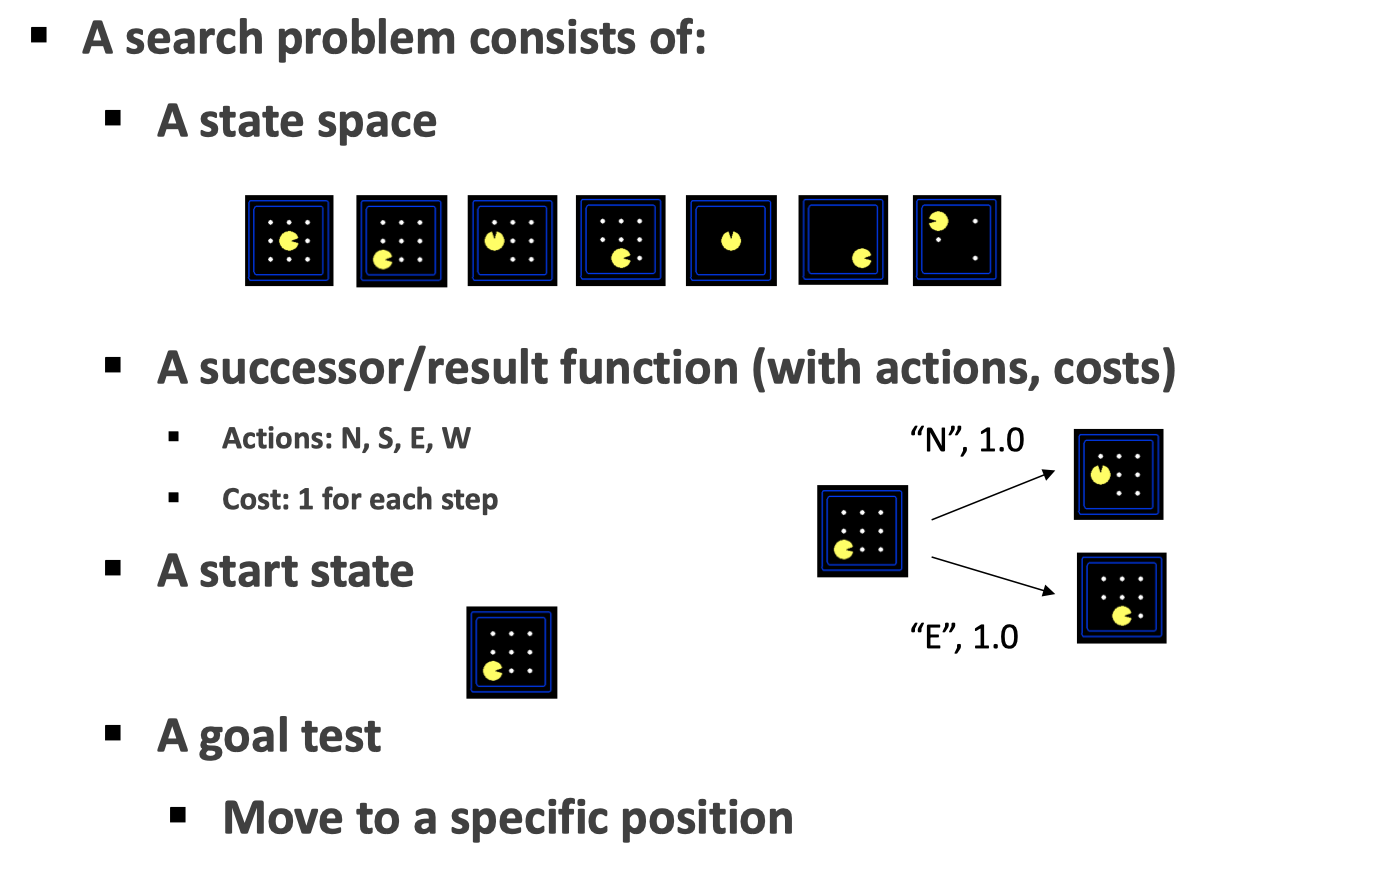 A search problem consists of:
A state space
A successor/result function (with actions, costs)
Actions: N, S, E, W
“N”, 1.0
Cost: 1 for each step
A start state
“E”, 1.0
A goal test
Move to a specific position